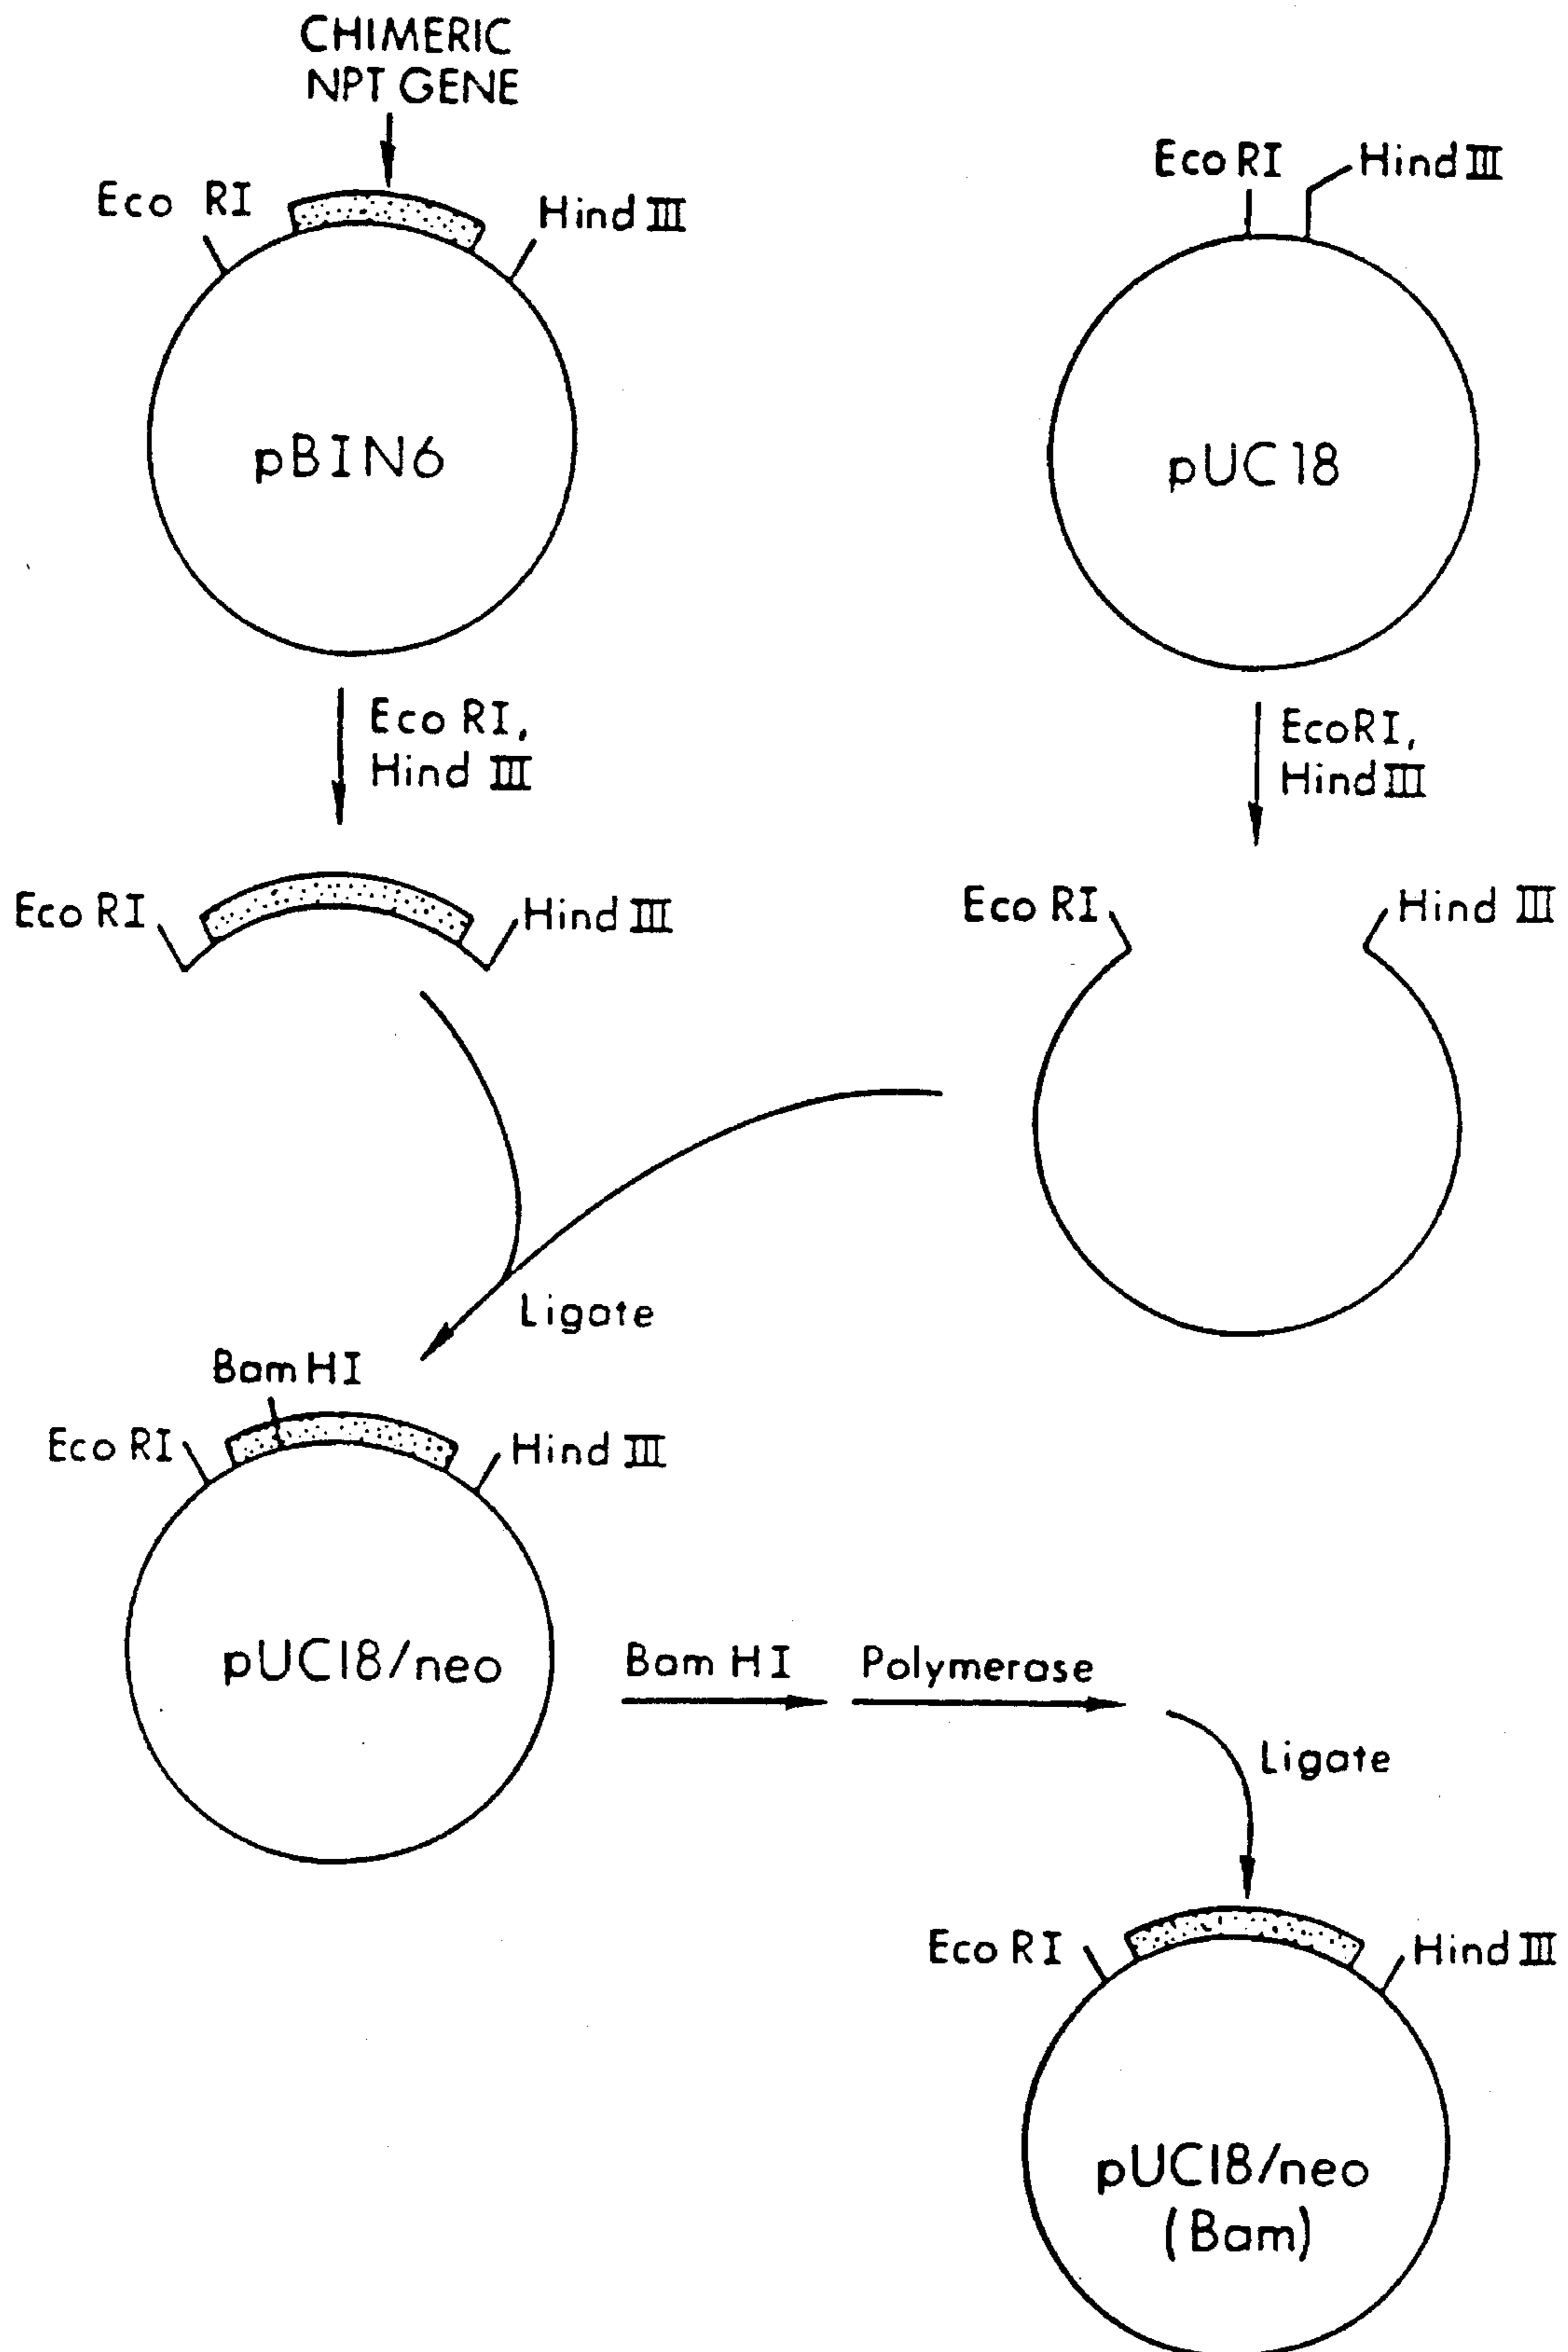 CHIMERIC
NPT GENE
Eco RI
Hind III
pBIN6
Eco RI
Hind III
pUC18
Eco RI,
Hind III
EcoRI,
Hind III
Eco RI
Hind III
Eco RI
Hind III
Ligate
Bam HI
Eco RI
Hind III
pUC18/neo
Bam HI
Polymerase
Ligate
Eco RI
Hind III
pUC18/neo
(Bam)